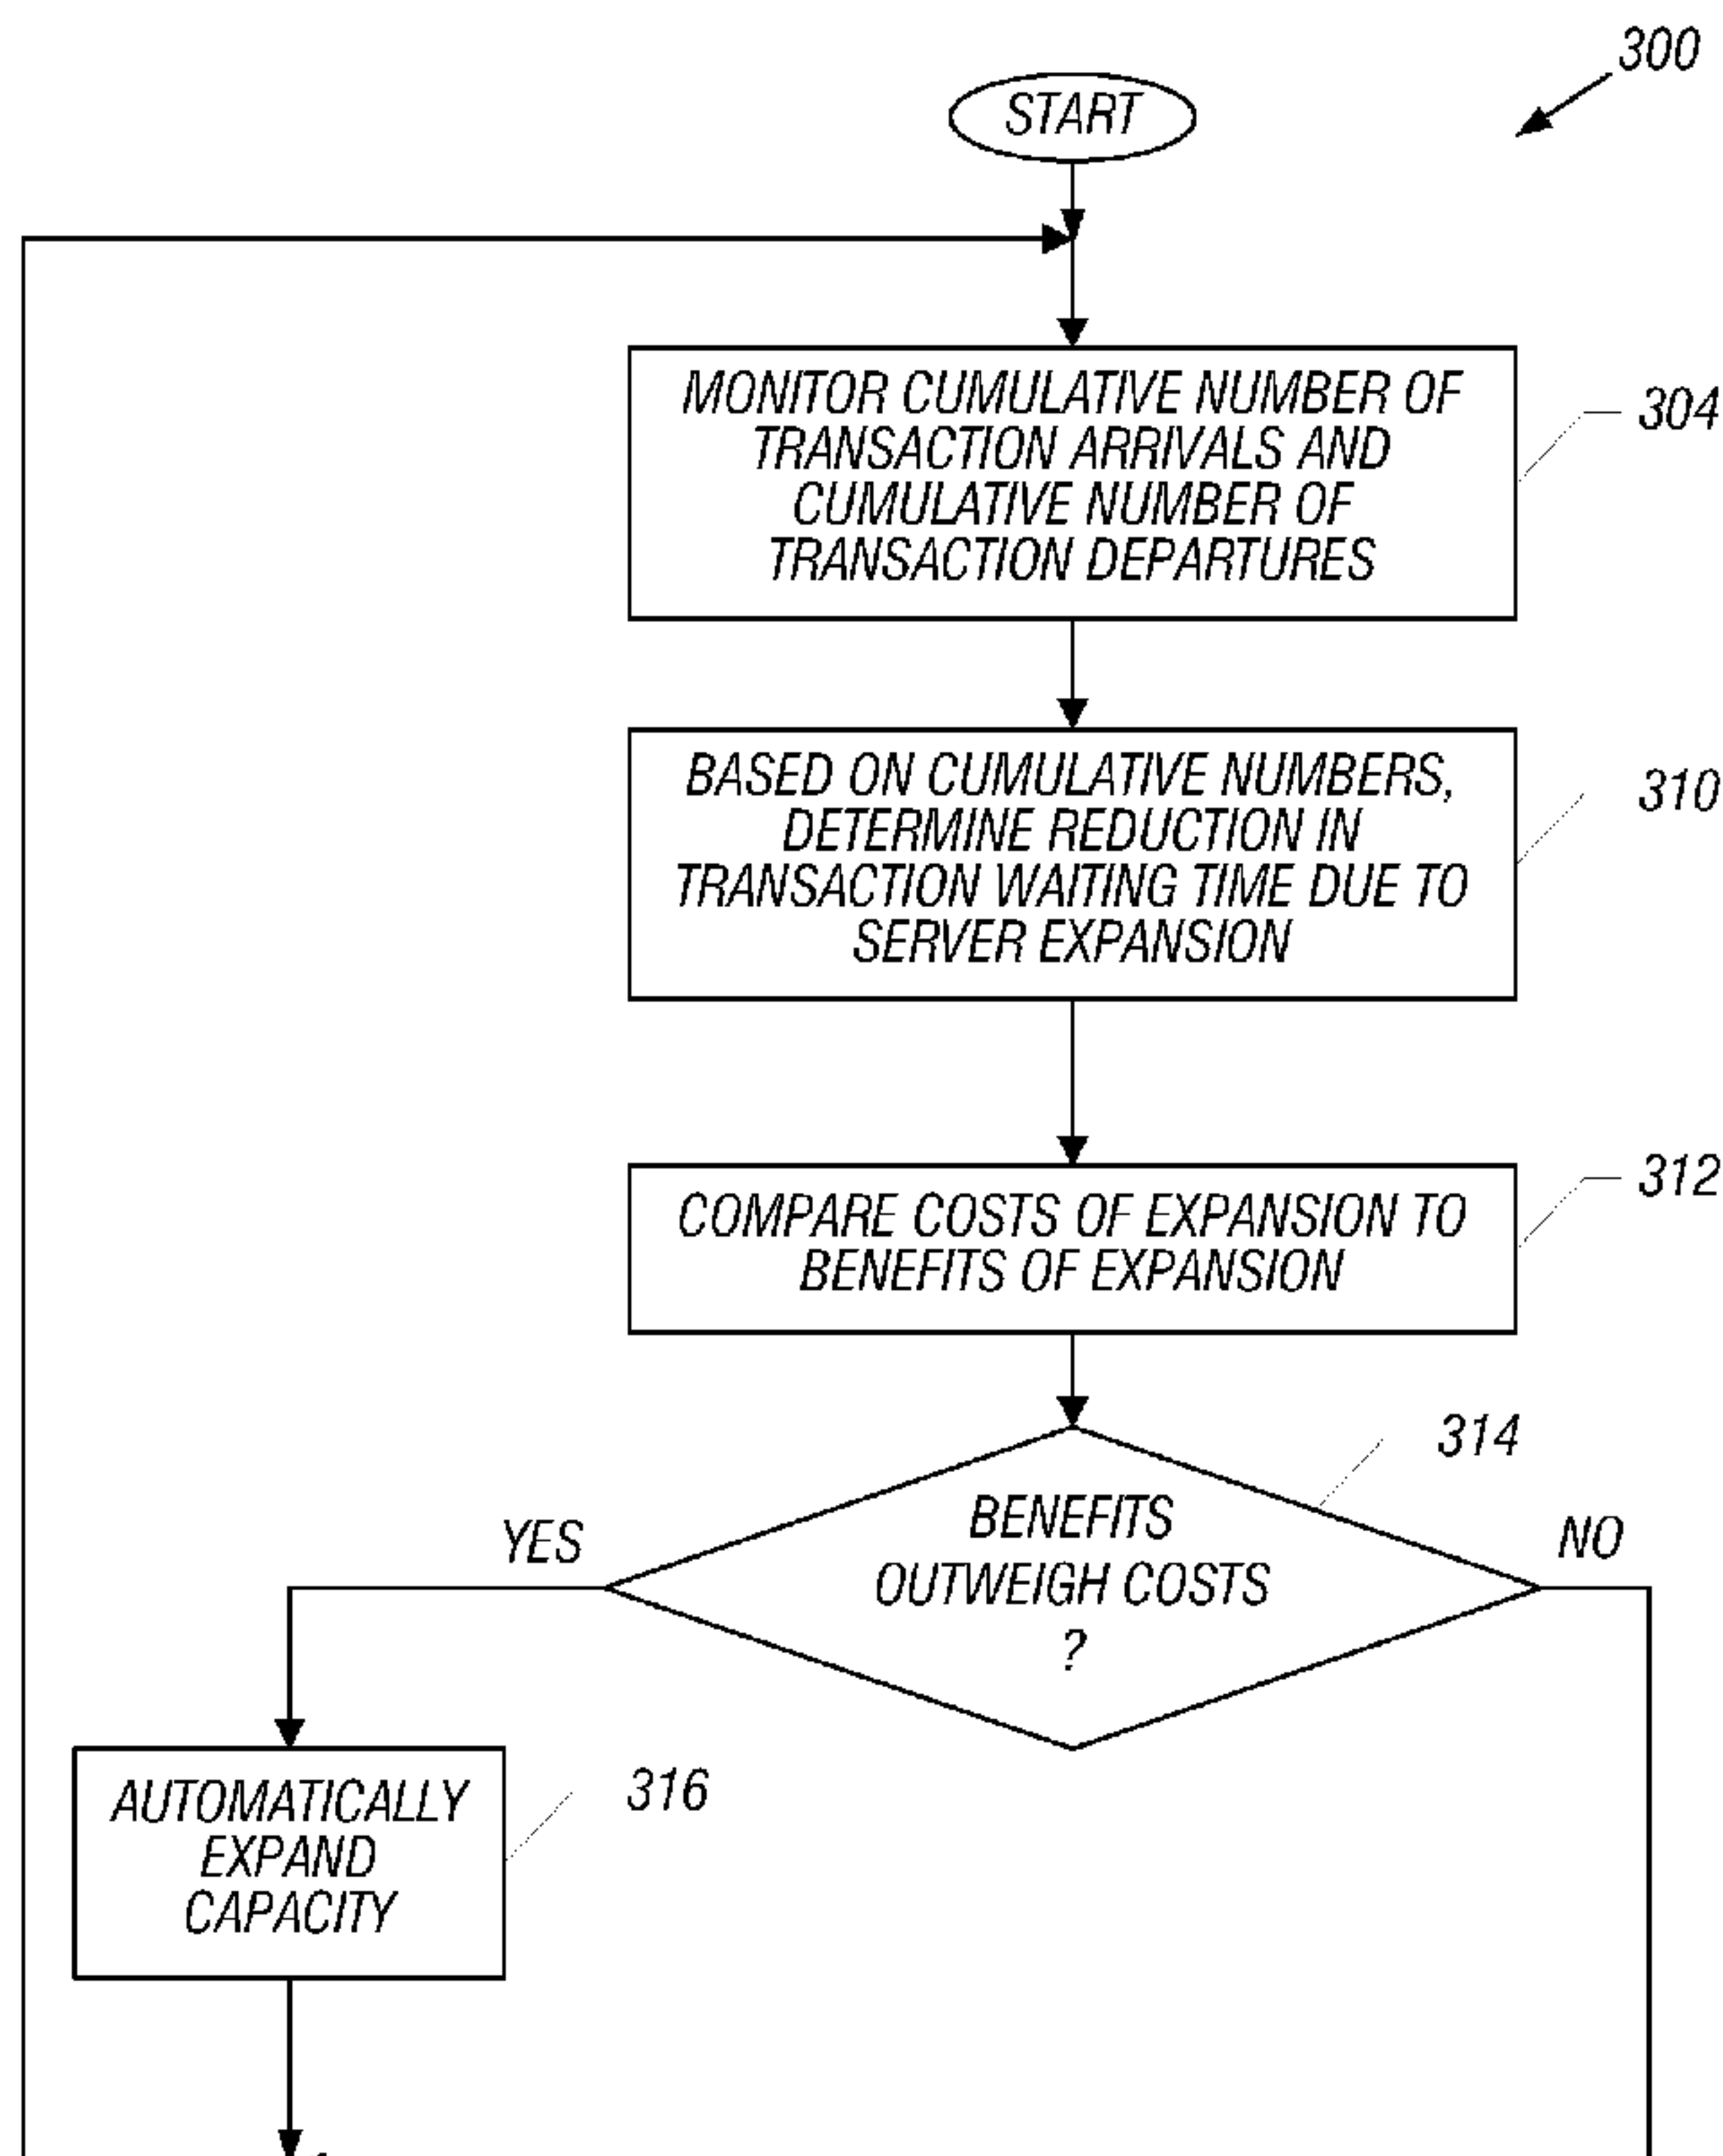 300
START
MONITOR CUMULATIVE NUMBER OF
TRANSACTION ARRIVALS AND
CUMULATIVE NUMBER OF
TRANSACTION DEPARTURES
304
BASED ON CUMULATIVE NUMBERS,
DETERMINE REDUCTION IN
TRANSACTION WAITING TIME DUE TO
SERVER EXPANSION
310
COMPARE COSTS OF EXPANSION TO
BENEFITS OF EXPANSION
312
314
BENEFITS
OUTWEIGH COSTS
?
YES
NO
AUTOMATICALLY
EXPAND
CAPACITY
316